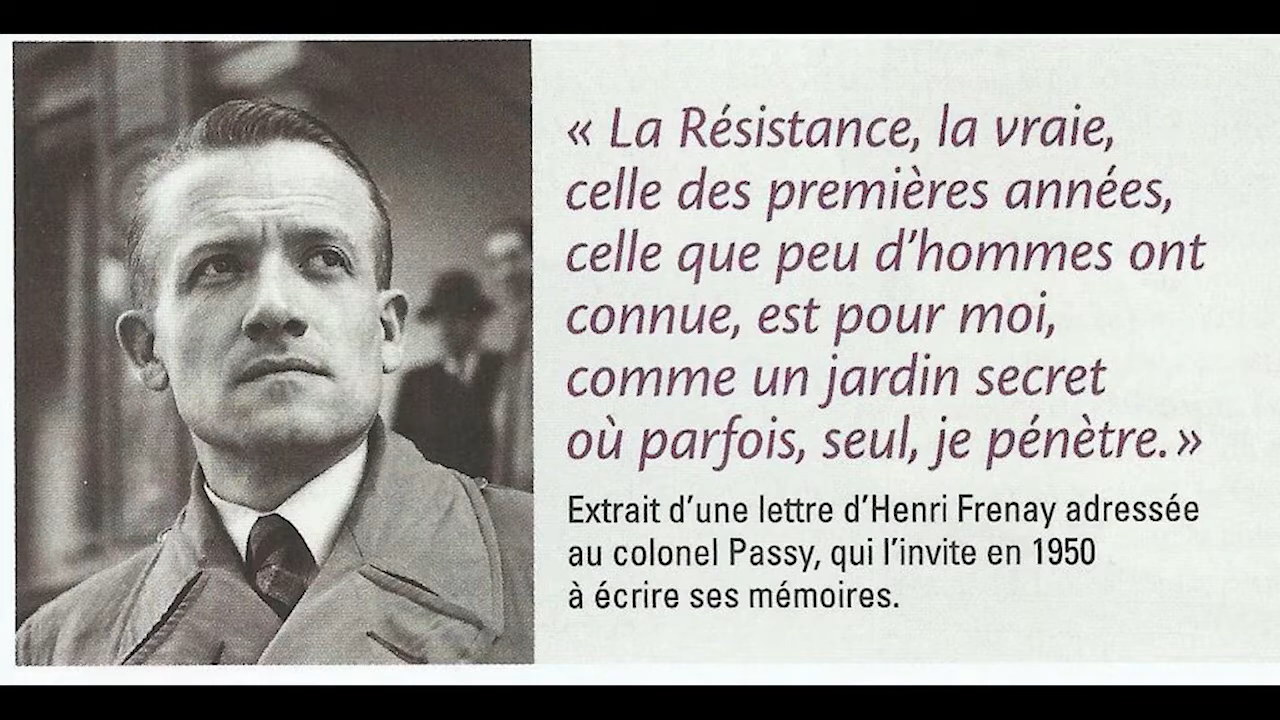 « La Résistance, la vraie,
celle des premières années,
celle que peu d’hommes ont
connue, est pour moi,
comme un jardin secret
où parfois, seul, je pénètre. »
Extrait d’une lettre d’Henri Frenay adressée
au colonel Passy, qui l’invite en 1950
à écrire ses mémoires.